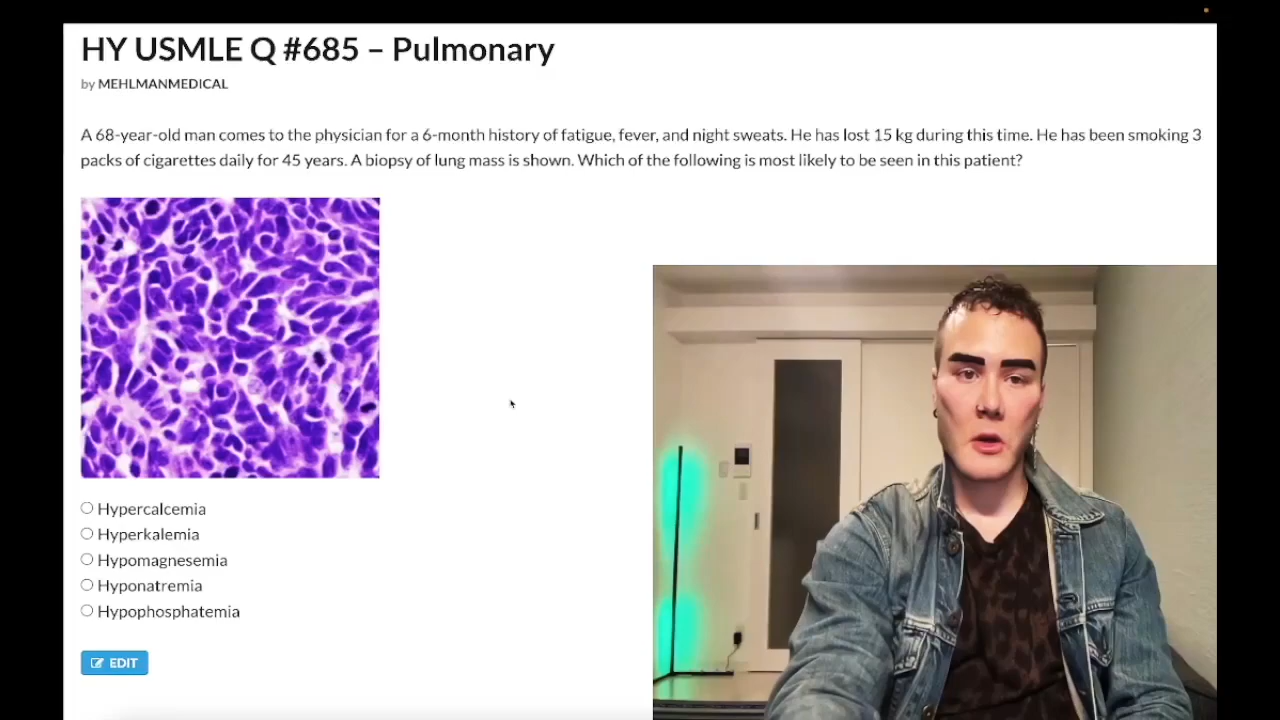 HY USMLE Q #685 – Pulmonary
by MEHLMANMEDICAL
A 68-year-old man comes to the physician for a 6-month history of fatigue, fever, and night sweats. He has lost 15 kg during this time. He has been smoking 3
packs of cigarettes daily for 45 years. A biopsy of lung mass is shown. Which of the following is most likely to be seen in this patient?
Hypercalcemia
Hyperkalemia
Hypomagnesemia
Hyponatremia
Hypophosphatemia
EDIT